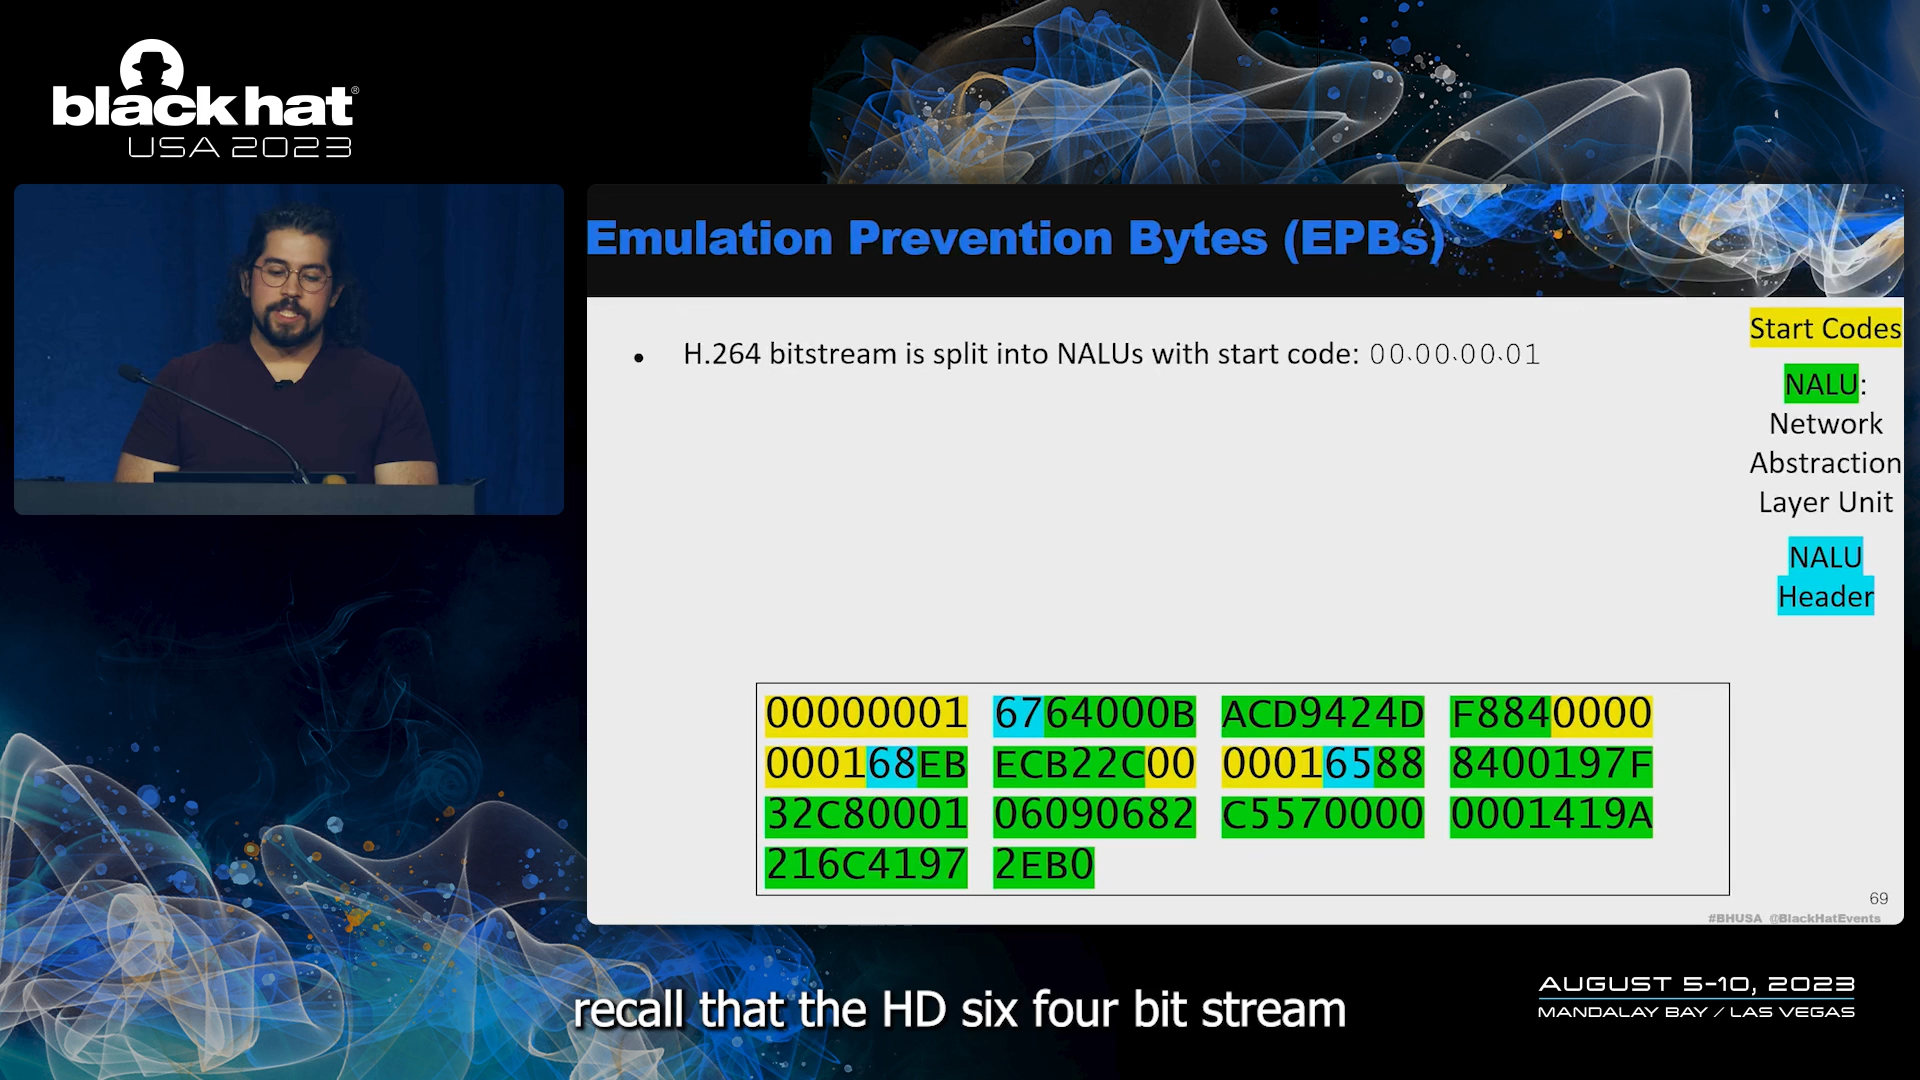 blackhat®
USA 2023
Emulation Prevention Bytes (EPBs)
• H.264 bitstream is split into NALUs with start code: 00 00 00 01
Start Codes
NALU:
Network
Abstraction
Layer Unit
NALU
Header
00000001 6764000B ACD9424D F8840000
000168EB ECB22C00 00016588 8400197F
32C80001 06090682 C5570000 0001419A
216C4197 2EB0
69
#BHUSA @BlackHatEvents
recall that the HD six four bit stream
AUGUST 5-10, 2023
MANDALAY BAY / LAS VEGAS